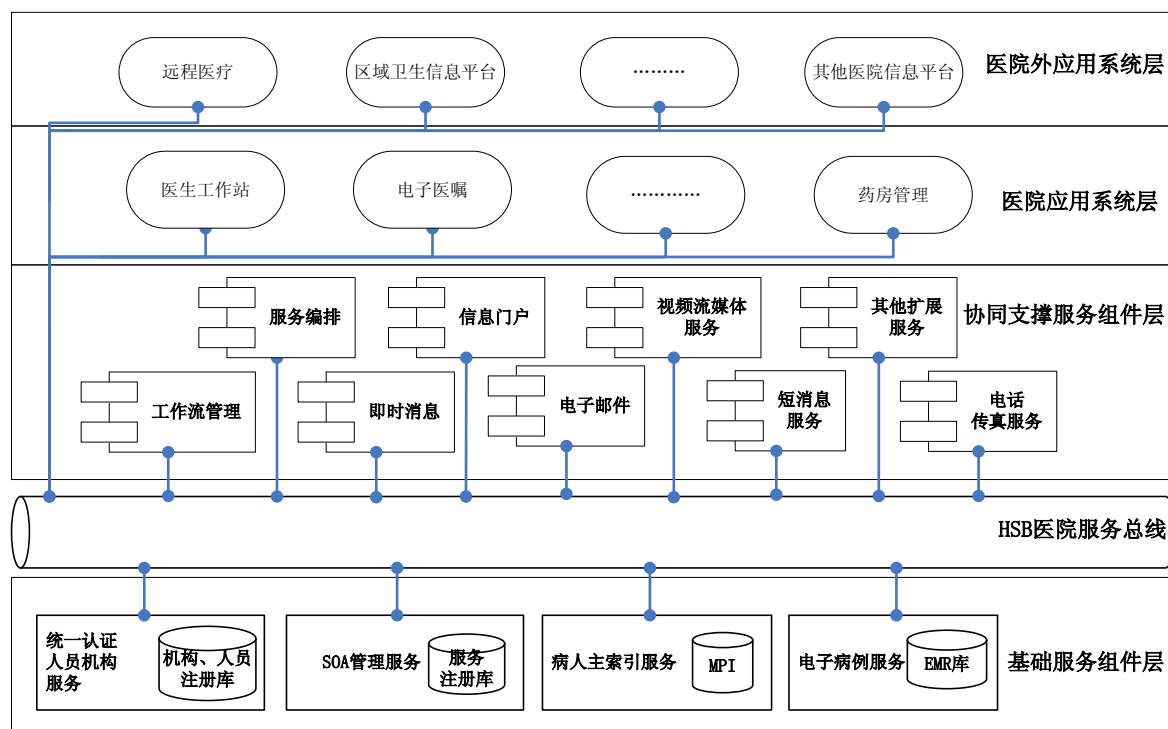 远程医疗
区域卫生信息平台
………
其他医院信息平台
医院外应用系统层
医生工作站
电子医嘱
…………
药房管理
医院应用系统层
服务编排
信息门户
视频流媒体
服务
其他扩展
服务
协同支撑服务组件层
工作流管理
即时消息
电子邮件
短消息
服务
电话
传真服务
HSB医院服务总线
统一认证
人员机构
服务
机构、人员
注册库
SOA管理服务
服务
注册库
病人主索引服务
MPI
电子病例服务
EMR库
基础服务组件层